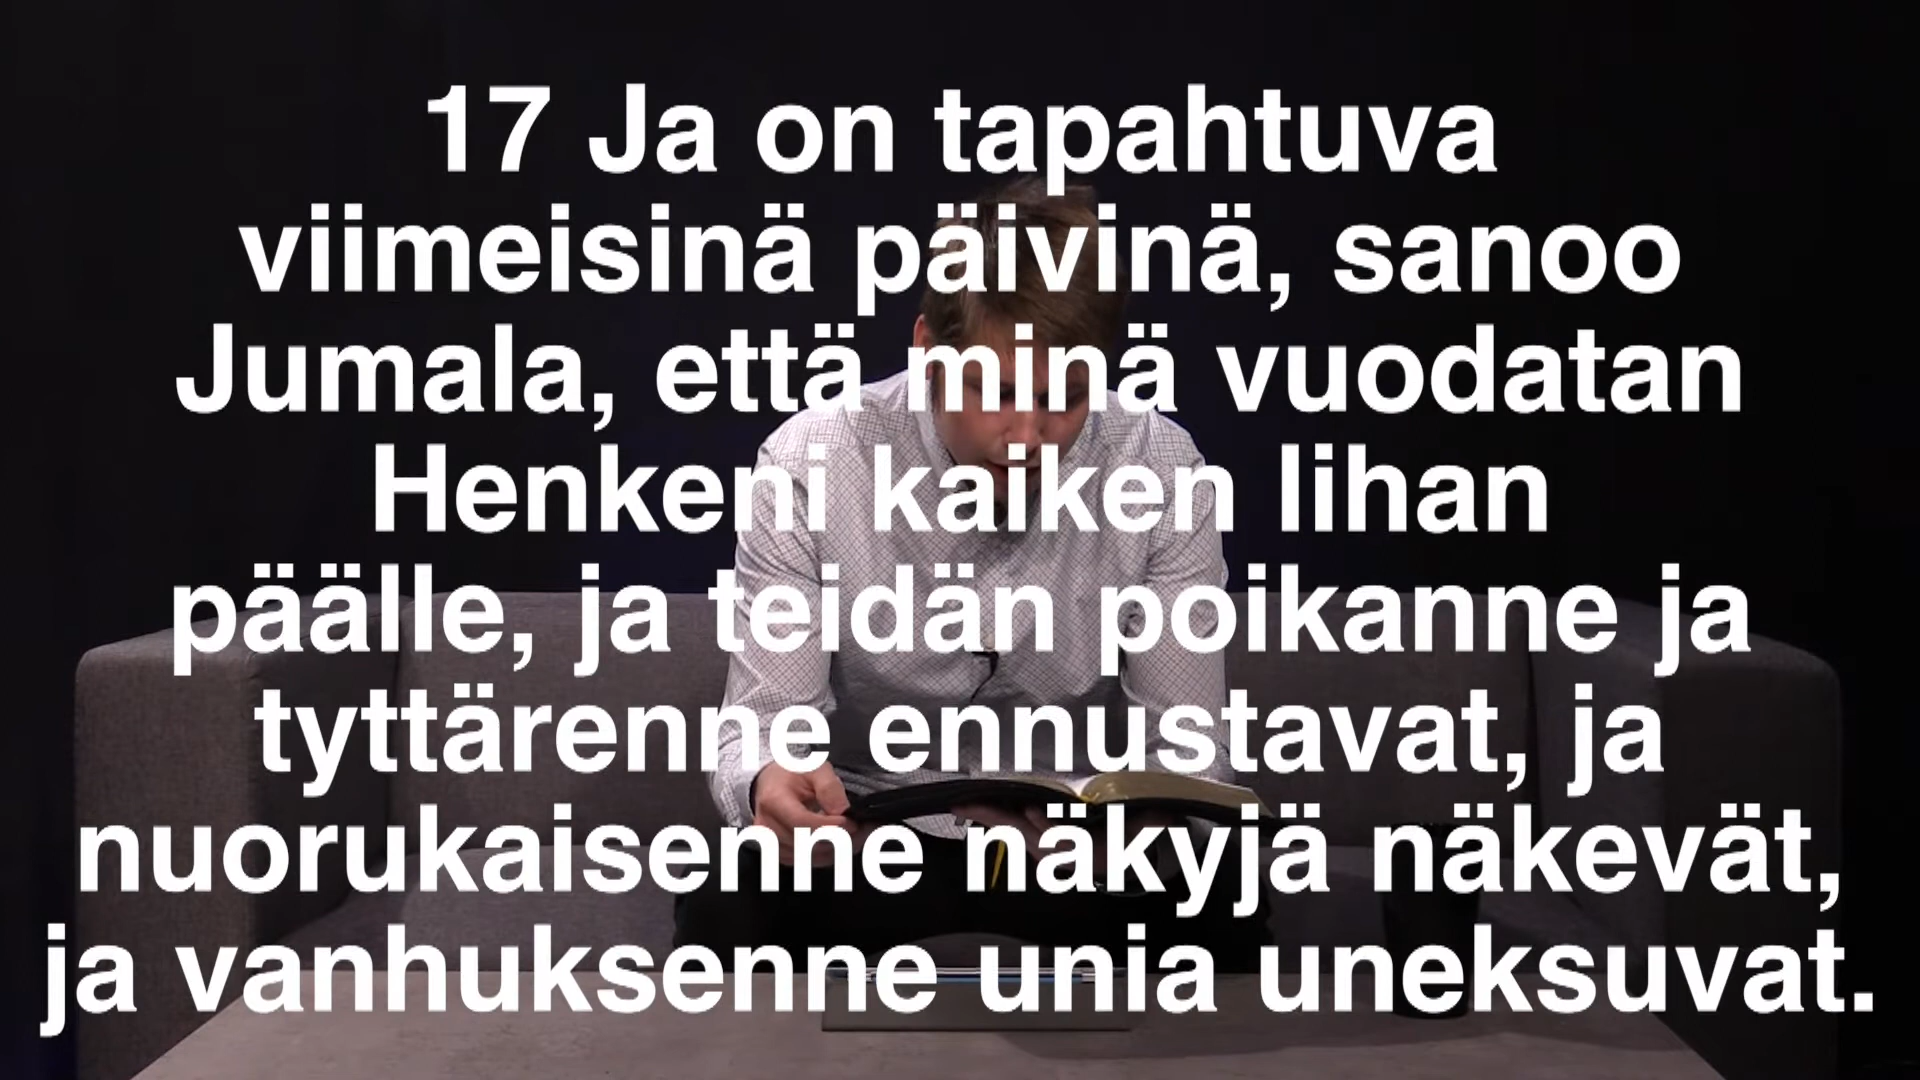 17 Ja on tapahtuva
viimeisinä päivinä, sanoo
Jumala, että minä vuodatan
Henkeni kaiken lihan
päälle, ja teidän poikanne ja
tyttärenne ennustavat, ja
nuorukaisenne näkyjä näkevät,
ja vanhuksenne unia uneksuvat.